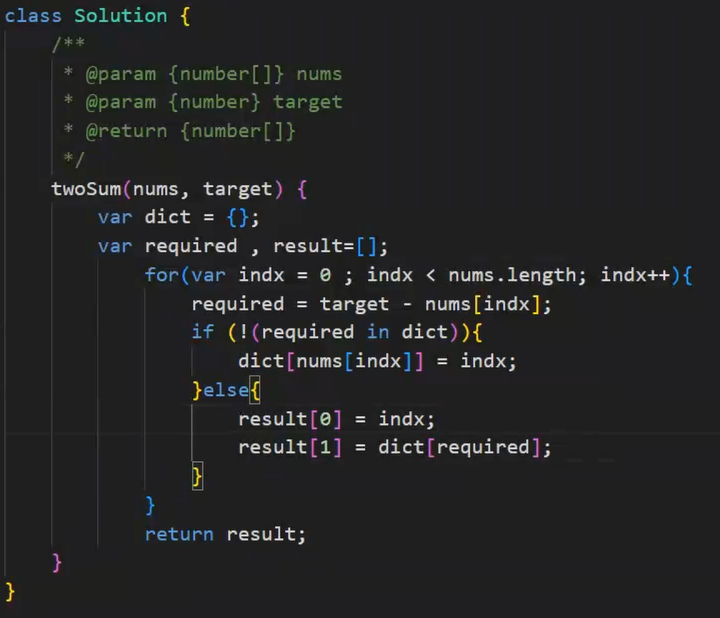 class Solution {
    /**
     * @param {number[]} nums
     * @param {number} target
     * @return {number[]}
     */
    twoSum(nums, target) {
        var dict = {};
        var required , result=[];
            for(var indx = 0 ; indx < nums.length; indx++){
                required = target - nums[indx];
                if (!(required in dict)){
                    dict[nums[indx]] = indx;
                }else{
                    result[0] = indx;
                    result[1] = dict[required];
                }
            }
            return result;
    }
}